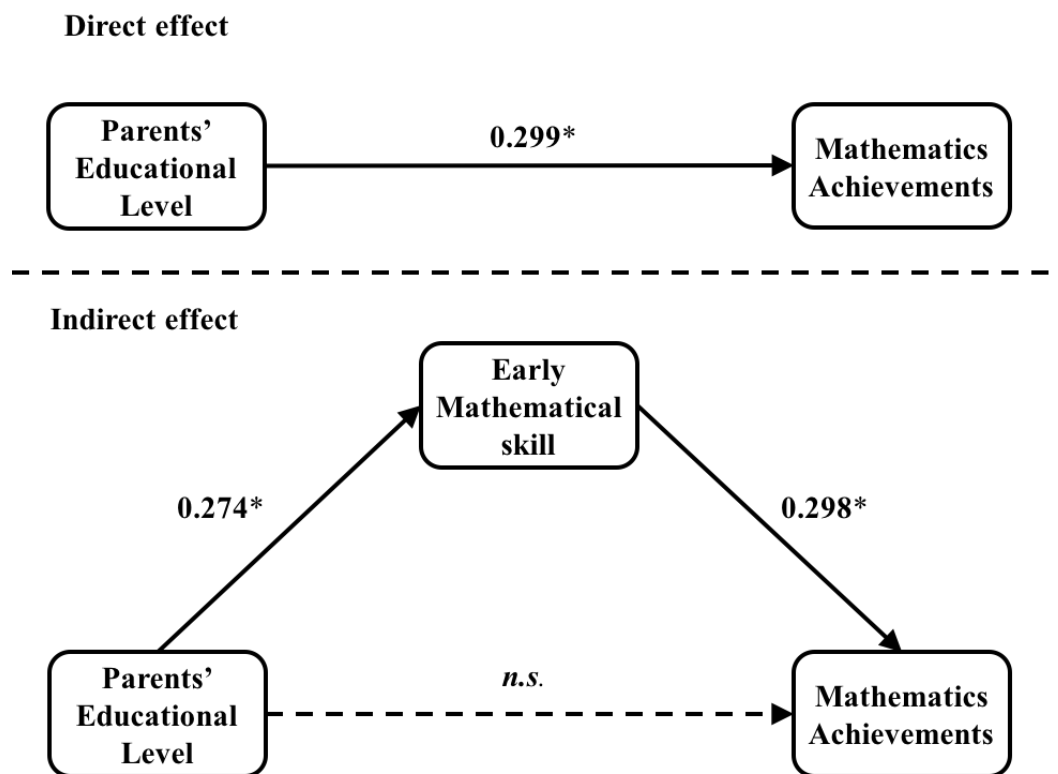 Direct effect
Parents’
Educational
Level
0.299*
Mathematics
Achievements
Indirect effect
Early
Mathematical
skill
0.274*
0.298*
Parents’
Educational
Level
n.s.
Mathematics
Achievements